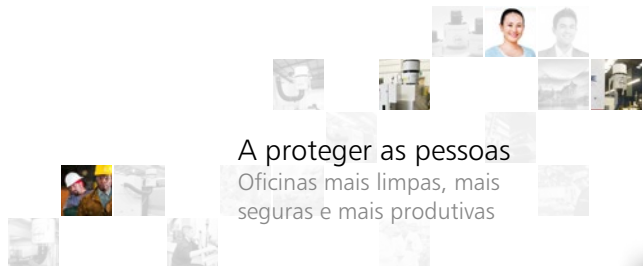 A proteger as pessoas
Oficinas mais limpas, mais
seguras e mais produtivas